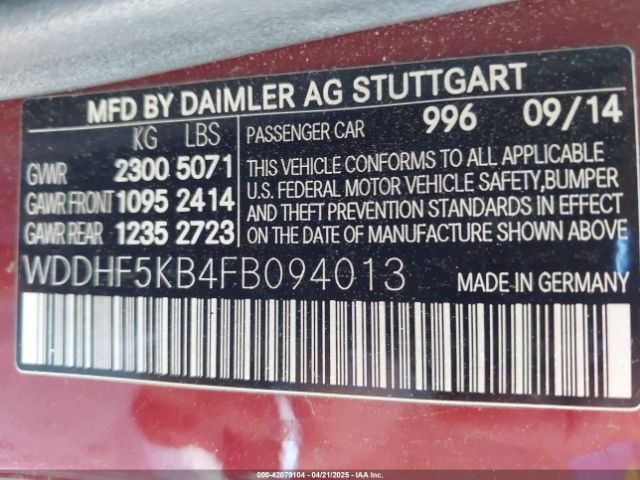 MFD BY DAIMLER AG STUTTGART
KG LBS
GVWR 2300 5071
GAWR FRONT 1095 2414
GAWR REAR 1235 2723
PASSENGER CAR 996 09/14
THIS VEHICLE CONFORMS TO ALL APPLICABLE
U.S. FEDERAL MOTOR VEHICLE SAFETY,BUMPER
AND THEFT PREVENTION STANDARDS IN EFFECT
ON DATE OF MANUFACTURE SHOWN ABOVE.
WDDHF5KB4FB094013 MADE IN GERMANY
000-42079104 - 04/21/2025 - IAA Inc.